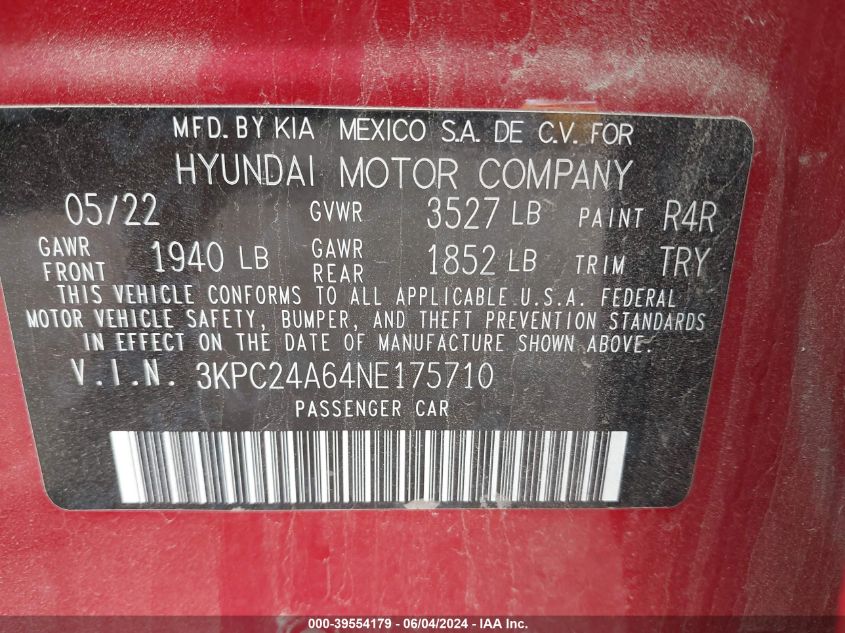 MFD. BY KIA MEXICO S.A. DE C.V. FOR
HYUNDAI MOTOR COMPANY
05/22 GVWR 3527 LB PAINT R4R
GAWR FRONT 1940 LB GAWR REAR 1852 LB TRIM TRY
THIS VEHICLE CONFORMS TO ALL APPLICABLE U.S.A. FEDERAL
MOTOR VEHICLE SAFETY, BUMPER, AND THEFT PREVENTION STANDARDS
IN EFFECT ON THE DATE OF MANUFACTURE SHOWN ABOVE.
V.I.N. 3KPC24A64NE175710
PASSENGER CAR
000-39554179 - 06/04/2024 - IAA Inc.